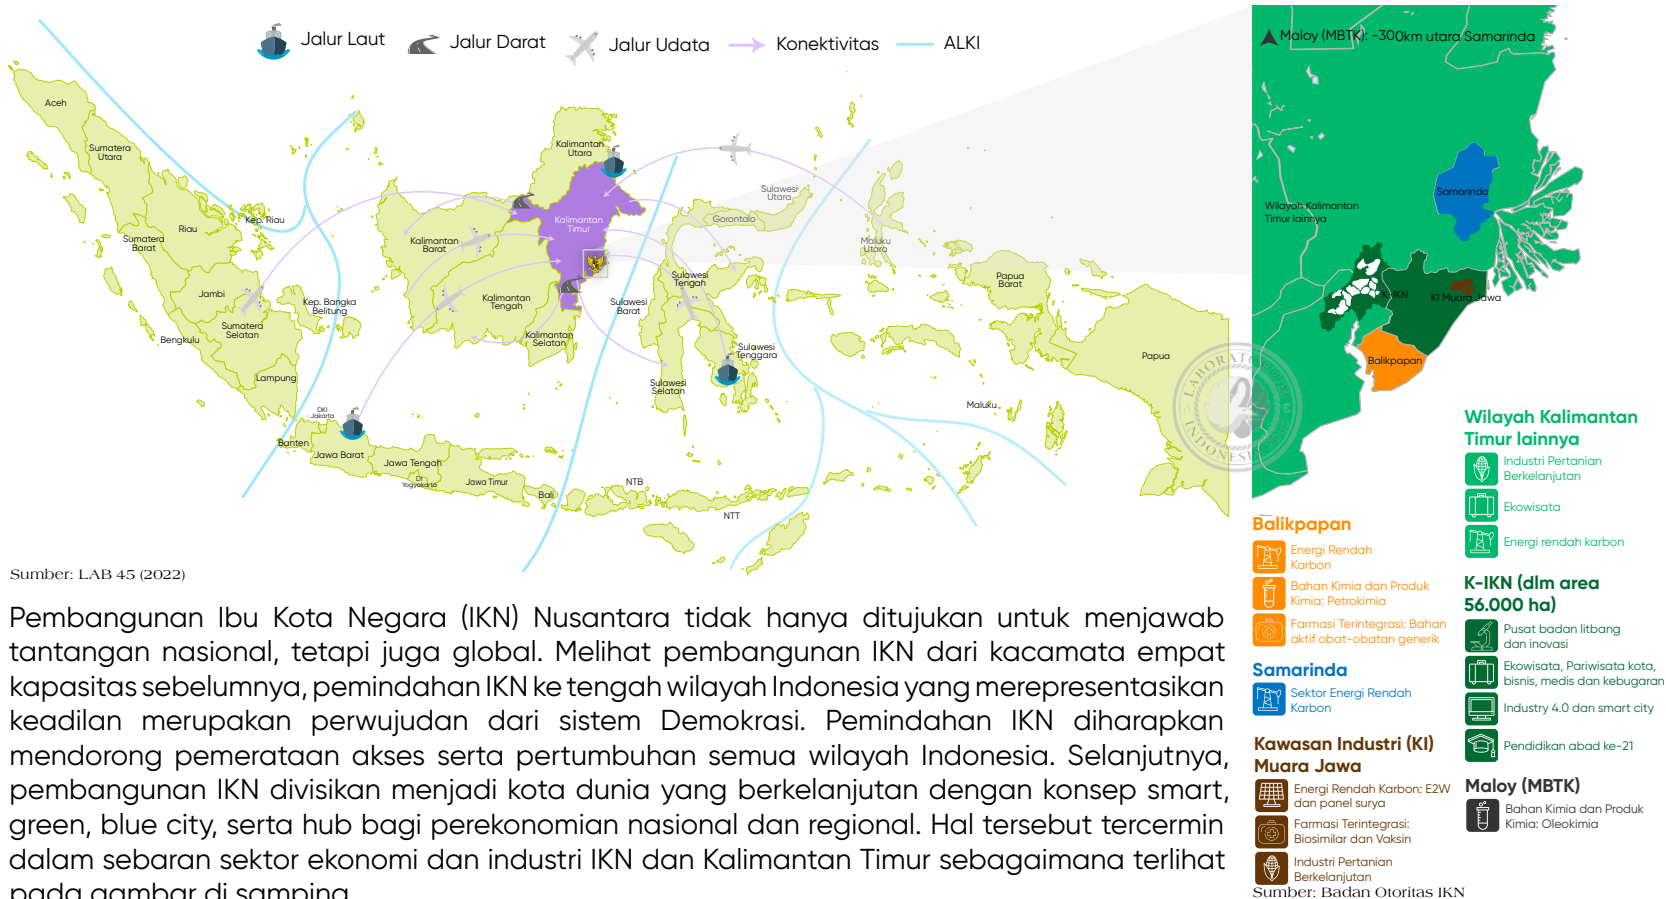 Jalur Laut
Jalur Darat
Jalur Udata
Konektivitas
ALKI
Aceh
Sumatera
Utara
Riau
Kep. Riau
Sumatera
Barat
Jambi
Kep. Bangka
Belitung
Sumatera
Selatan
Bengkulu
Lampung
DKI
Jakarta
Banten
Jawa Barat
Jawa Tengah
DI
Yogyakarta
Jawa Timur
Bali
NTB
NTT
Kalimantan
Utara
Kalimantan
Timur
Kalimantan
Barat
Kalimantan
Tengah
Kalimantan
Selatan
Sulawesi
Utara
Gorontalo
Sulawesi
Tengah
Sulawesi
Barat
Sulawesi
Tenggara
Sulawesi
Selatan
Maluku
Utara
Maluku
Papua
Barat
Papua
Sumber: LAB 45 (2022)
Pembangunan Ibu Kota Negara (IKN) Nusantara tidak hanya ditujukan untuk menjawab
tantangan nasional, tetapi juga global. Melihat pembangunan IKN dari kacamata empat
kapasitas sebelumnya, pemindahan IKN ke tengah wilayah Indonesia yang merepresentasikan
keadilan merupakan perwujudan dari sistem Demokrasi. Pemindahan IKN diharapkan
mendorong pemerataan akses serta pertumbuhan semua wilayah Indonesia. Selanjutnya,
pembangunan IKN divisikan menjadi kota dunia yang berkelanjutan dengan konsep smart,
green, blue city, serta hub bagi perekonomian nasional dan regional. Hal tersebut tercermin
dalam sebaran sektor ekonomi dan industri IKN dan Kalimantan Timur sebagaimana terlihat
pada gambar di samping.
Maloy (MBTK): ~300km utara Samarinda
Samarinda
Wilayah Kalimantan
Timur lainnya
K-IKN
KI Muara Jawa
Balikpapan
Balikpapan
Energi Rendah
Karbon
Bahan Kimia dan Produk
Kimia: Petrokimia
Farmasi Terintegrasi: Bahan
aktif obat-obatan generik
Samarinda
Sektor Energi Rendah
Karbon
Kawasan Industri (KI)
Muara Jawa
Energi Rendah Karbon: E2W
dan panel surya
Farmasi Terintegrasi:
Biosimilar dan Vaksin
Industri Pertanian
Berkelanjutan
Wilayah Kalimantan
Timur lainnya
Industri Pertanian
Berkelanjutan
Ekowisata
Energi rendah karbon
K-IKN (dlm area
56.000 ha)
Pusat badan litbang
dan inovasi
Ekowisata, Pariwisata kota,
bisnis, medis dan kebugaran
Industry 4.0 dan smart city
Pendidikan abad ke-21
Maloy (MBTK)
Bahan Kimia dan Produk
Kimia: Oleokimia
Sumber: Badan Otoritas IKN